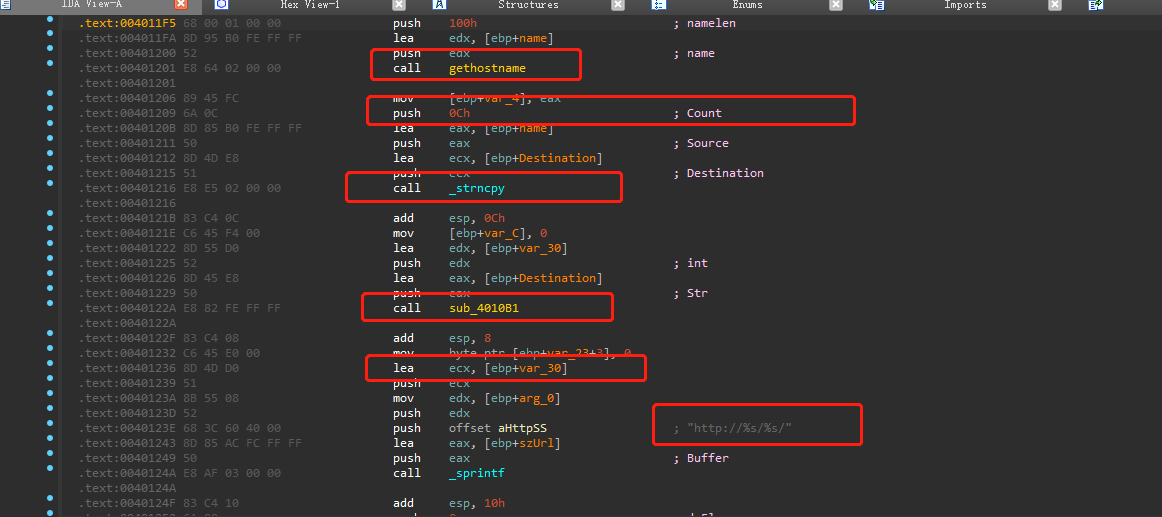 IDA View-A Hex View-1 Structures Enums Imports
.text:004011F5 68 00 01 00 00 push 100h ; namelen
.text:004011FA 8D 95 B0 FE FF FF lea edx, [ebp+name]
.text:00401200 52 push edx ; name
.text:00401201 E8 64 02 00 00 call gethostname
.text:00401201
.text:00401206 89 45 FC mov [ebp+var_4], eax
.text:00401209 6A 0C push 0Ch ; Count
.text:0040120B 8D 85 B0 FE FF FF lea eax, [ebp+name]
.text:00401211 50 push eax ; Source
.text:00401212 8D 4D E8 lea ecx, [ebp+Destination]
.text:00401215 51 push ecx ; Destination
.text:00401216 E8 E5 02 00 00 call _strncpy
.text:00401216
.text:0040121B 83 C4 0C add esp, 0Ch
.text:0040121E C6 45 F4 00 mov [ebp+var_C], 0
.text:00401222 8D 55 D0 lea edx, [ebp+var_30]
.text:00401225 52 push edx ; int
.text:00401226 8D 45 E8 lea eax, [ebp+Destination]
.text:00401229 50 push eax ; Str
.text:0040122A E8 82 FE FF FF call sub_4010B1
.text:0040122A
.text:0040122F 83 C4 08 add esp, 8
.text:00401232 C6 45 E0 00 mov byte ptr [ebp+var_23+3], 0
.text:00401236 8D 4D D0 lea ecx, [ebp+var_30]
.text:00401239 51 push ecx
.text:0040123A 8B 55 08 mov edx, [ebp+arg_0]
.text:0040123D 52 push edx
.text:0040123E 68 3C 60 40 00 push offset aHttpSS ; "http://%s/%s/"
.text:00401243 8D 85 AC FC FF FF lea eax, [ebp+szUrl]
.text:00401249 50 push eax ; Buffer
.text:0040124A E8 AF 03 00 00 call _sprintf
.text:0040124A
.text:0040124F 83 C4 10 add esp, 10h